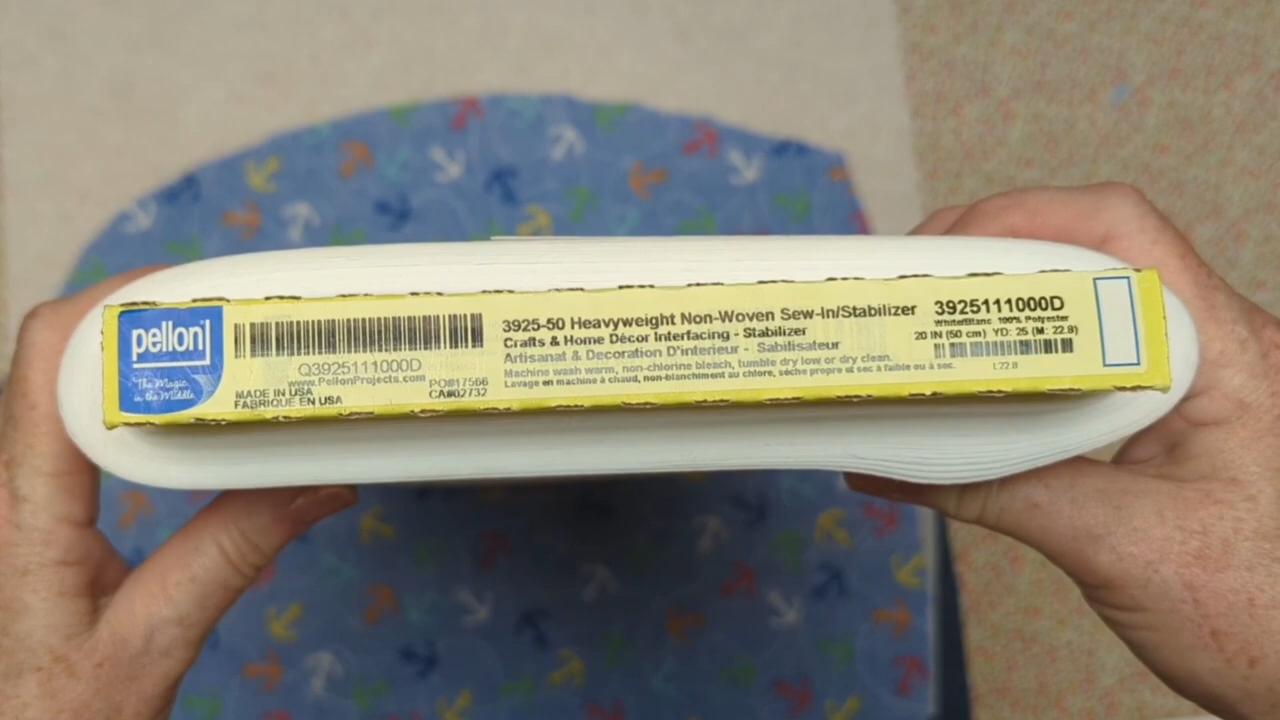 pellon
The Magic
in the Middle
Q3925111000D
www.PellonProjects.com
MADE IN USA
FABRIQUE EN USA
PO#17566
CA#02732
3925-50 Heavyweight Non-Woven Sew-In/Stabilizer
Crafts & Home Décor Interfacing - Stabilizer
Artisanat & Decoration D'interieur - Sabilisateur
Machine wash warm, non-chlorine bleach, tumble dry low or dry clean.
Lavage en machine à chaud, non-blanchiment au chlore, sèche propre et sec à faible ou à sec.
3925111000D
White/Blanc 100% Polyester
20 IN (50 cm) YD: 25 (M: 22.8)
L'22.8